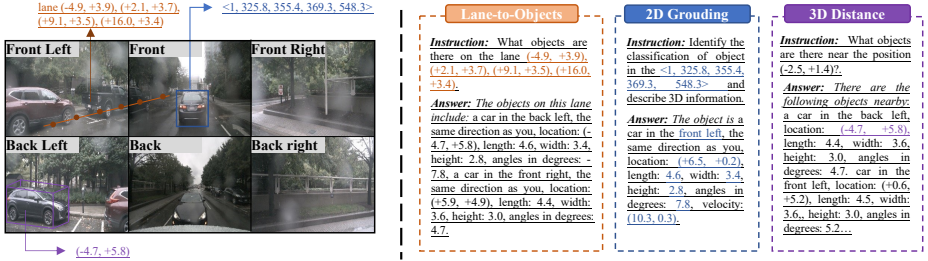 lane (-4.9, +3.9), (+2.1, +3.7),
(+9.1, +3.5), (+16.0, +3.4)
<1, 325.8, 355.4, 369.3, 548.3>
Front Left
Front
Front Right
Back Left
Back
Back right
(-4.7, +5.8)
Lane-to-Objects
Instruction: What objects are
there on the lane (-4.9, +3.9),
(+2.1, +3.7), (+9.1, +3.5), (+16.0,
+3.4).
Answer: The objects on this lane
include: a car in the back left, the
same direction as you, location: (-
4.7, +5.8), length: 4.6, width: 3.4,
height: 2.8, angles in degrees: -
7.8, a car in the front right, the
same direction as you, location:
(+5.9, +4.9), length: 4.4, width:
3.6, height: 3.0, angles in degrees:
4.7.
2D Grouding
Instruction: Identify the
classification of object
in the <1, 325.8, 355.4,
369.3, 548.3> and
describe 3D information.
Answer: The object is a
car in the front left, the
same direction as you,
location: (+6.5, +0.2),
length: 4.6, width: 3.4,
height: 2.8, angles in
degrees: 7.8, velocity:
(10.3, 0.3).
3D Distance
Instruction: What objects
are there near the position
(-2.5, +1.4)?.
Answer: There are the
following objects nearby:
a car in the back left,
location: (-4.7, +5.8),
length: 4.4, width: 3.6,
height: 3.0, angles in
degrees: 4.7. car in the
front left, location: (+0.6,
+5.2), length: 4.5, width:
3.6,, height: 3.0, angles in
degrees: 5.2…